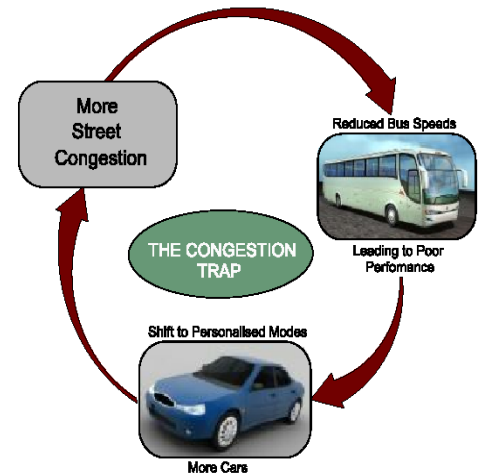 More
Street
Congestion
Reduced Bus Speeds
Leading to Poor
Perfomance
THE CONGESTION
TRAP
Shift to Personalised Modes
More Cars